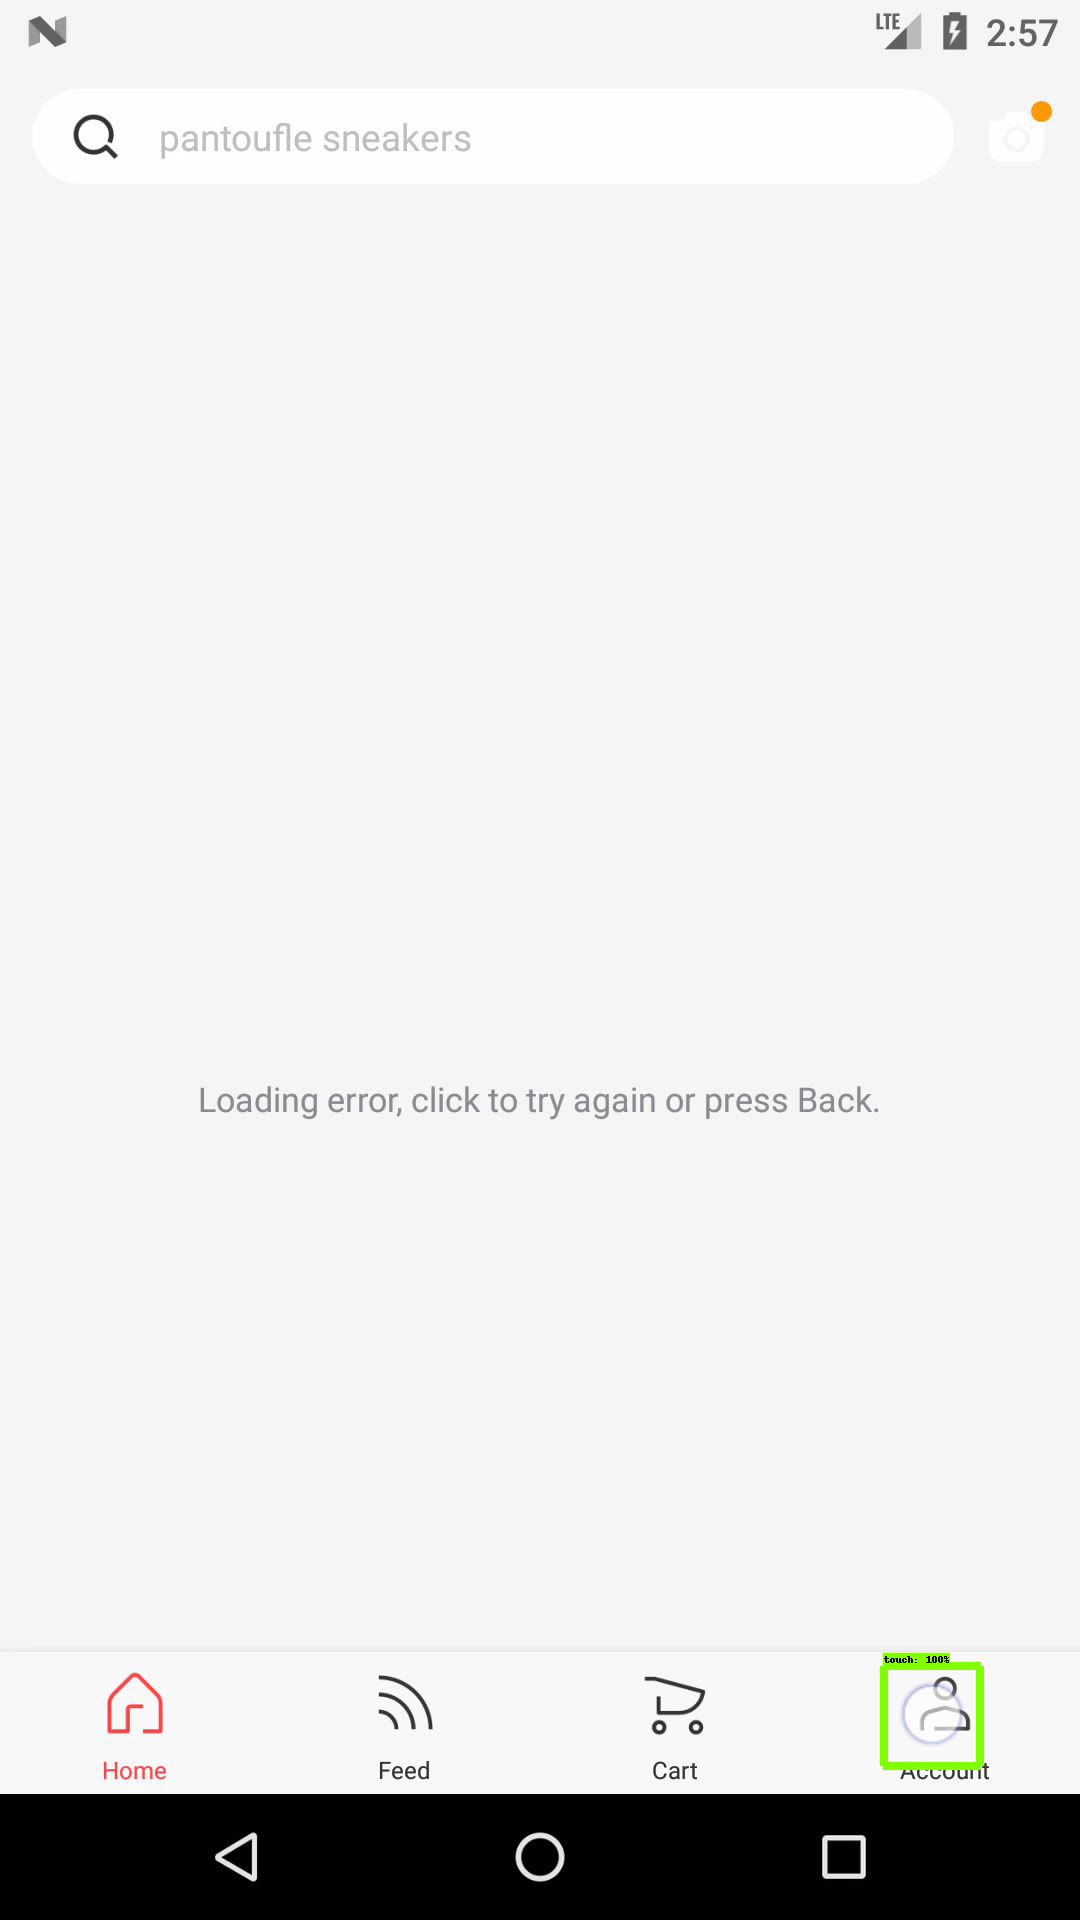 LTE 2:57
pantoufle sneakers
Loading error, click to try again or press Back.
touch: 100%
Home Feed Cart Account